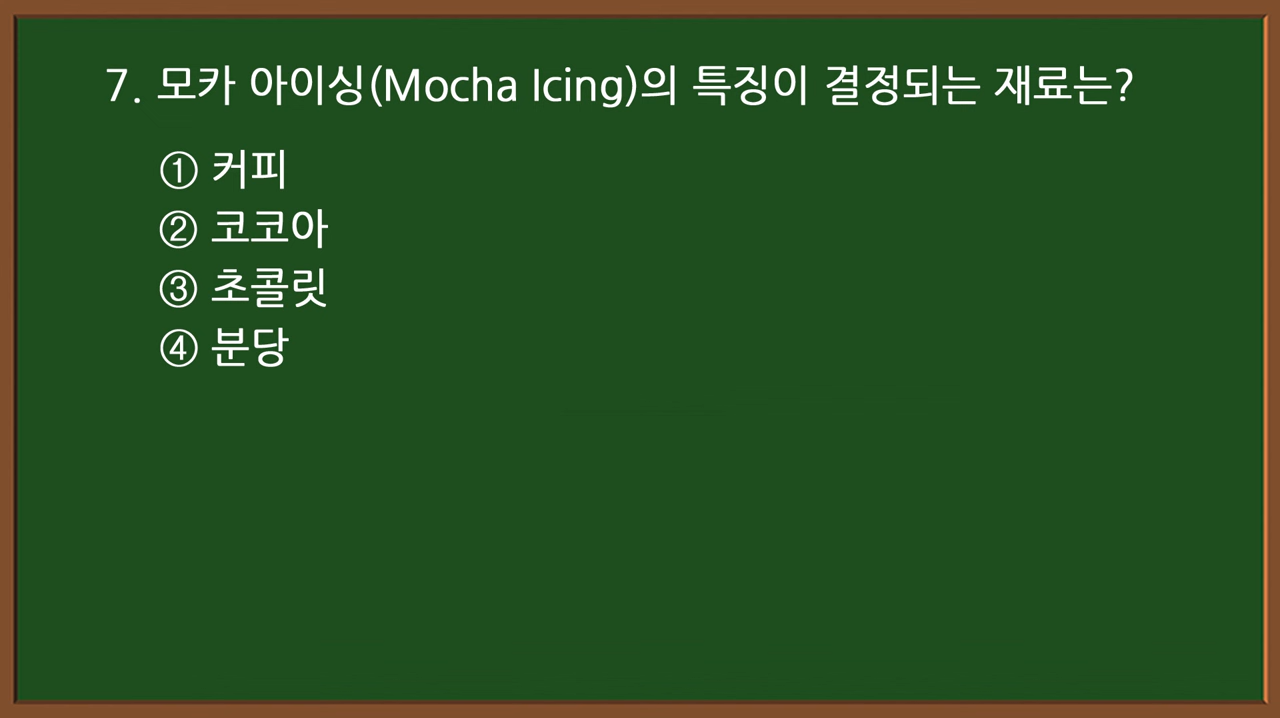 7. 모카 아이싱(Mocha Icing)의 특징이 결정되는 재료는?
① 커피
② 코코아
③ 초콜릿
④ 분당